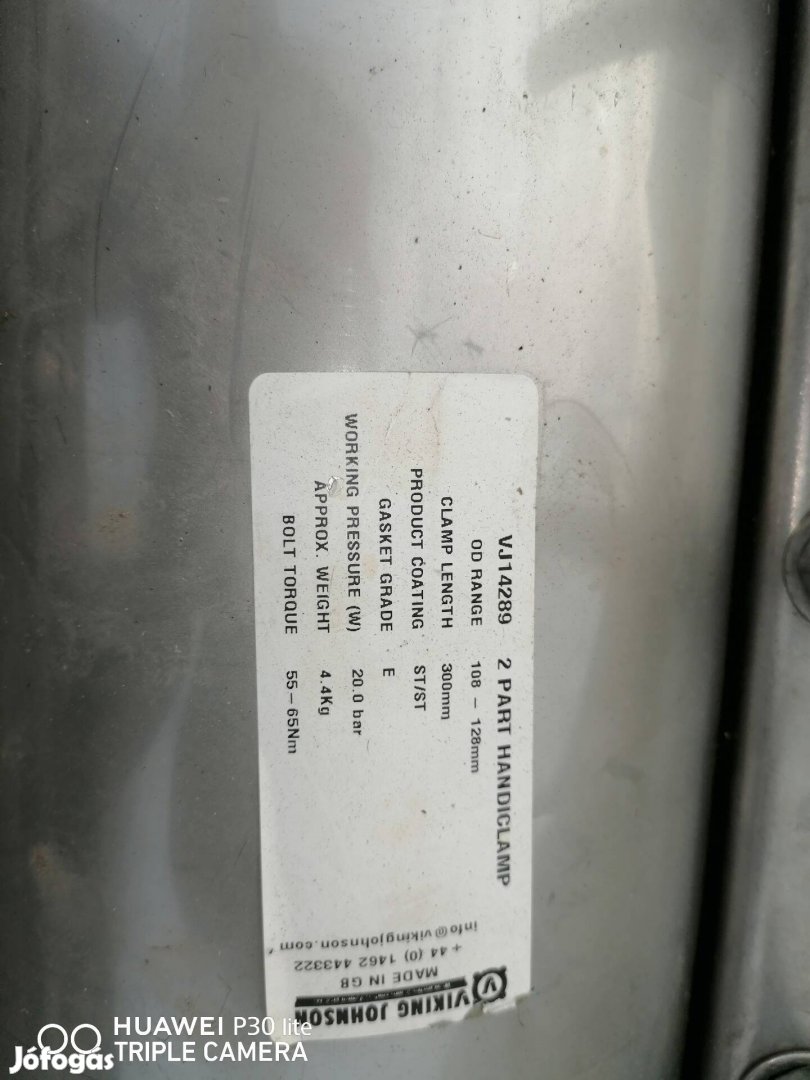 VJ14289 2 PART HANDICLAMP
OD RANGE 108 – 128mm
CLAMP LENGTH 300mm
PRODUCT COATING ST/ST
GASKET GRADE E
WORKING PRESSURE (W) 20.0 bar
APPROX. WEIGHT 4.4Kg
BOLT TORQUE 55–65Nm
VIKING JOHNSON
MADE IN GB
+ 44 (0) 1462 443322
info@vikingjohnson.com
HUAWEI P30 lite
TRIPLE CAMERA
Jófogás